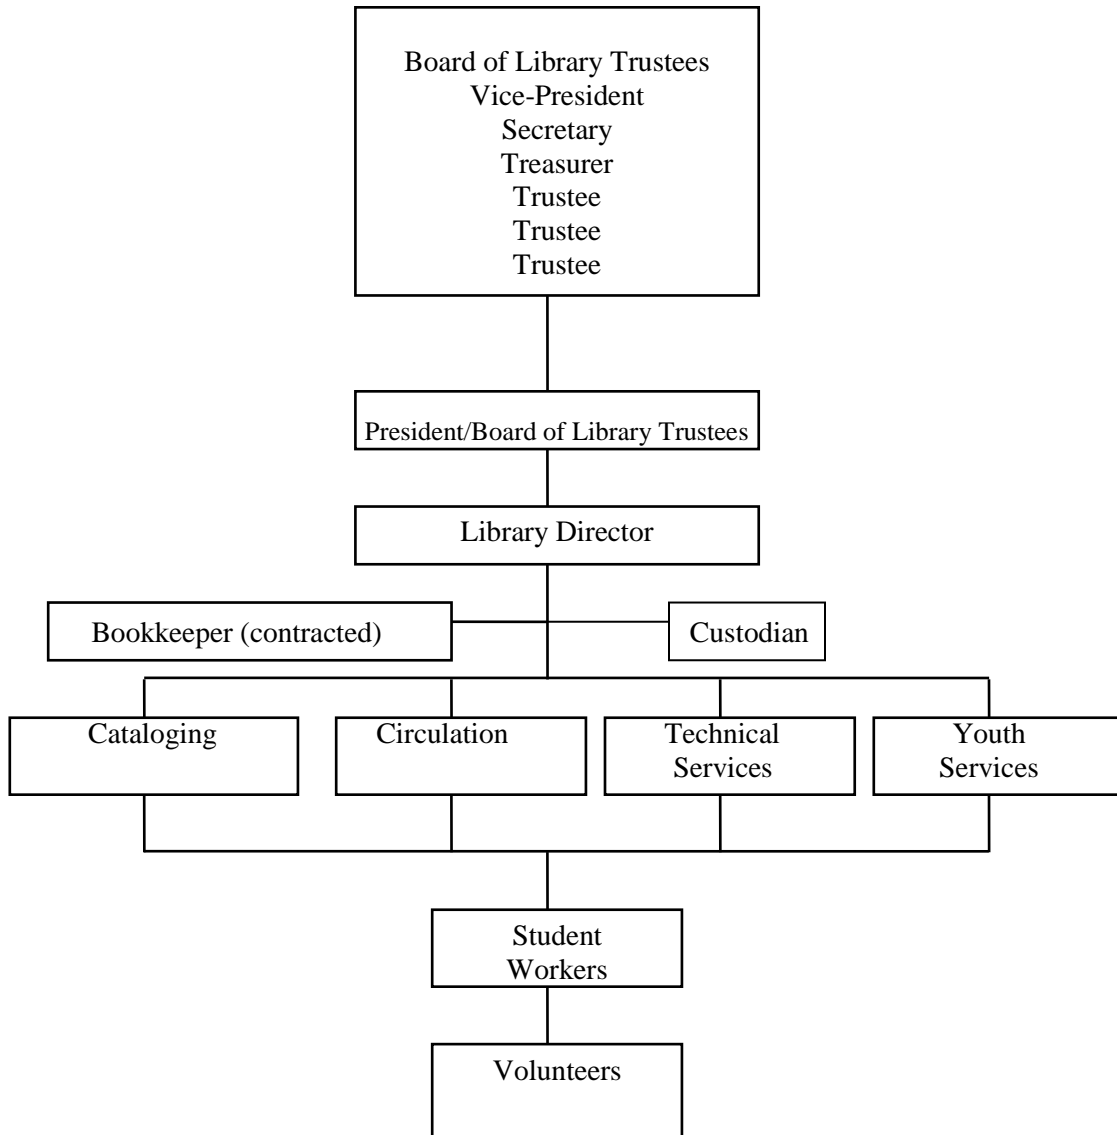 Board of Library Trustees
Vice-President
Secretary
Treasurer
Trustee
Trustee
Trustee
President/Board of Library Trustees
Library Director
Bookkeeper (contracted)
Custodian
Cataloging
Circulation
Technical
Services
Youth
Services
Student
Workers
Volunteers